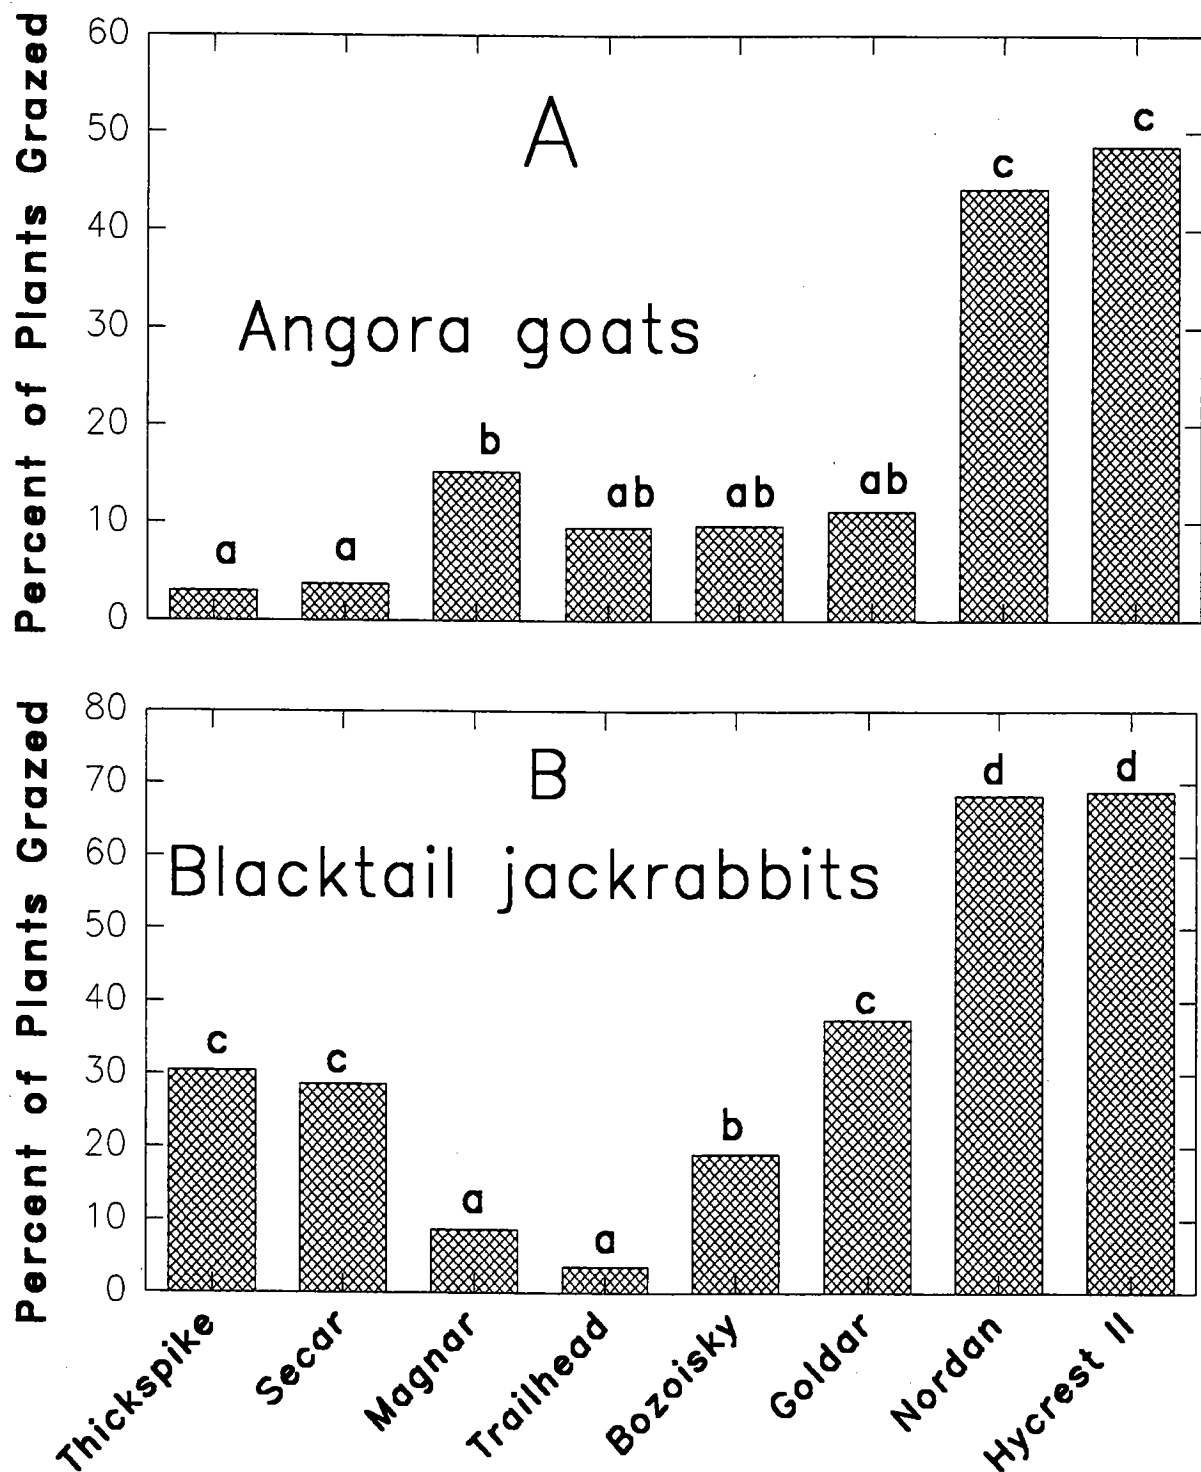 Percent of Plants Grazed
60
50
40
30
20
10
0
A
Angora goats
a
a
b
ab
ab
ab
c
c
Percent of Plants Grazed
80
70
60
50
40
30
20
10
0
B
Blacktail jackrabbits
c
c
a
a
b
c
d
d
Thickspike
Secar
Magnar
Trailhead
Bozoisky
Goldar
Nordan
Hycrest II